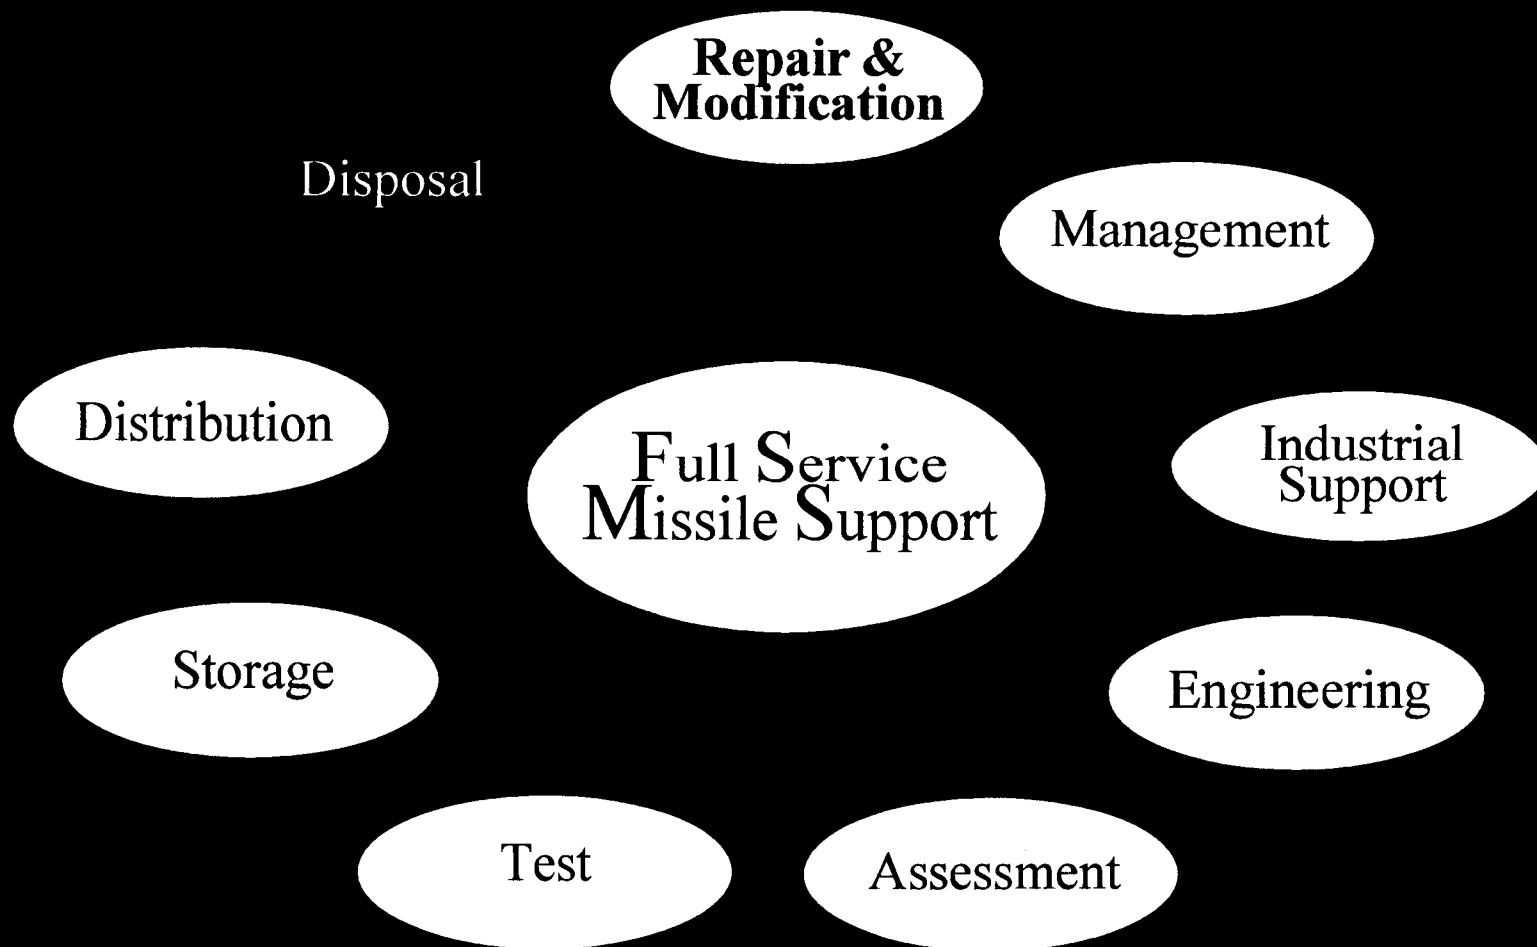 Repair &
Modification
Disposal
Management
Distribution
Full Service
Missile Support
Industrial
Support
Storage
Engineering
Test
Assessment